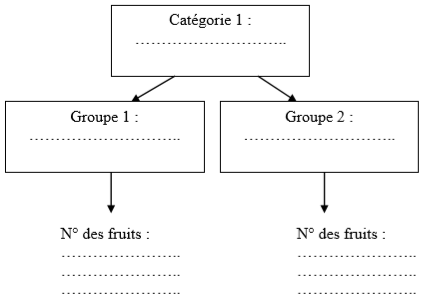 Catégorie 1 :
………………………..
Groupe 1 :
………………………..
Groupe 2 :
………………………..
N° des fruits :
…………………..
…………………..
…………………..
N° des fruits :
…………………..
…………………..
…………………..